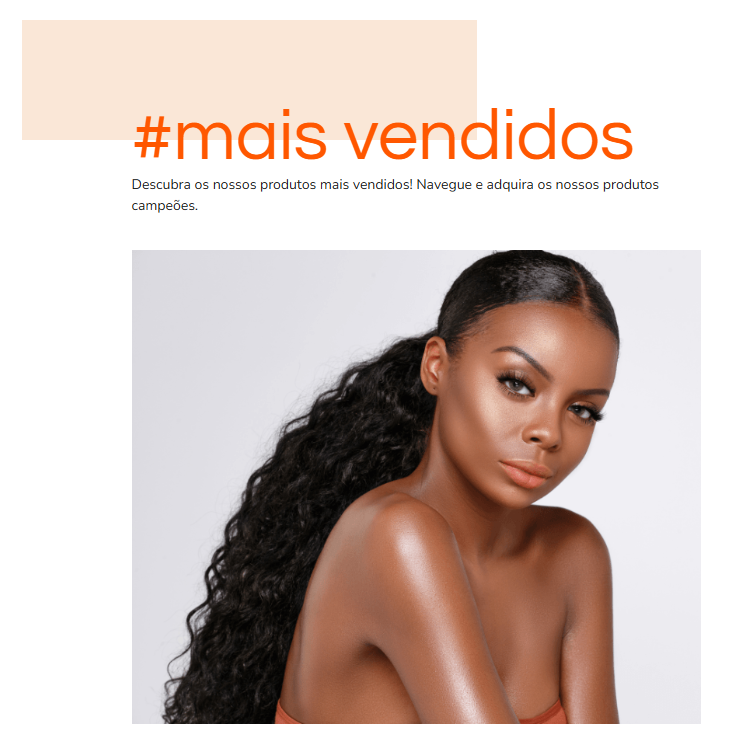 #mais vendidos
Descubra os nossos produtos mais vendidos! Navegue e adquira os nossos produtos
campeões.